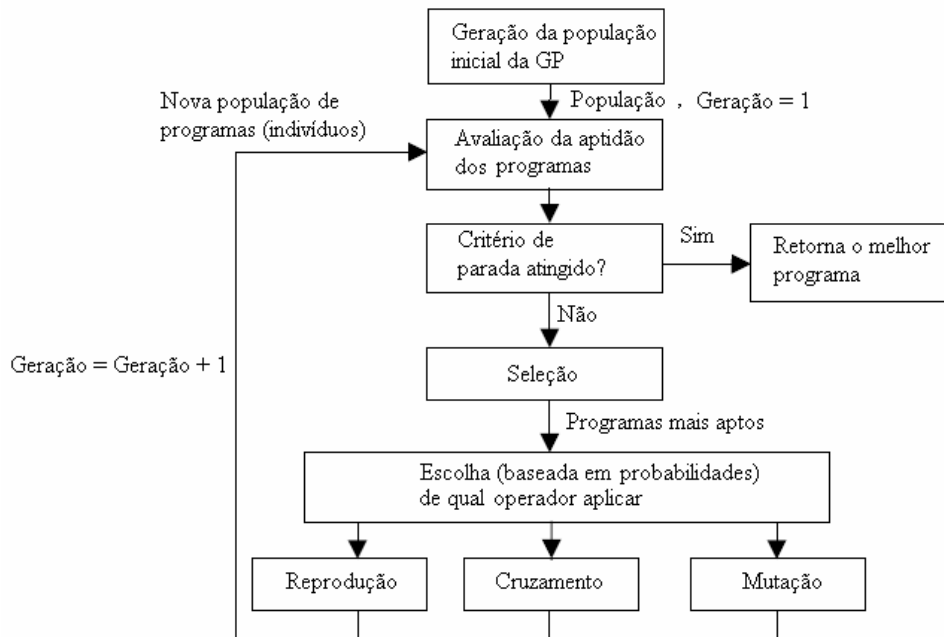 Geração da população
inicial da GP
Nova população de
programas (indivíduos)
População , Geração = 1
Avaliação da aptidão
dos programas
Critério de
parada atingido?
Sim
Retorna o melhor
programa
Não
Geração = Geração + 1
Seleção
Programas mais aptos
Escolha (baseada em probabilidades)
de qual operador aplicar
Reprodução
Cruzamento
Mutação